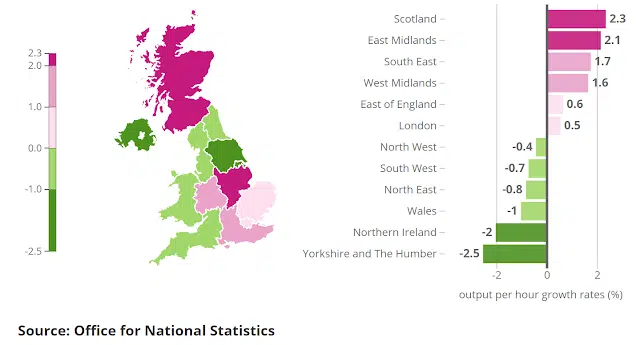 2.3
2.0
1.0
0.0
-1.0
-2.5
Scotland 2.3
East Midlands 2.1
South East 1.7
West Midlands 1.6
East of England 0.6
London 0.5
North West -0.4
South West -0.7
North East -0.8
Wales -1
Northern Ireland -2
Yorkshire and The Humber -2.5
-2 0 2
output per hour growth rates (%)
Source: Office for National Statistics